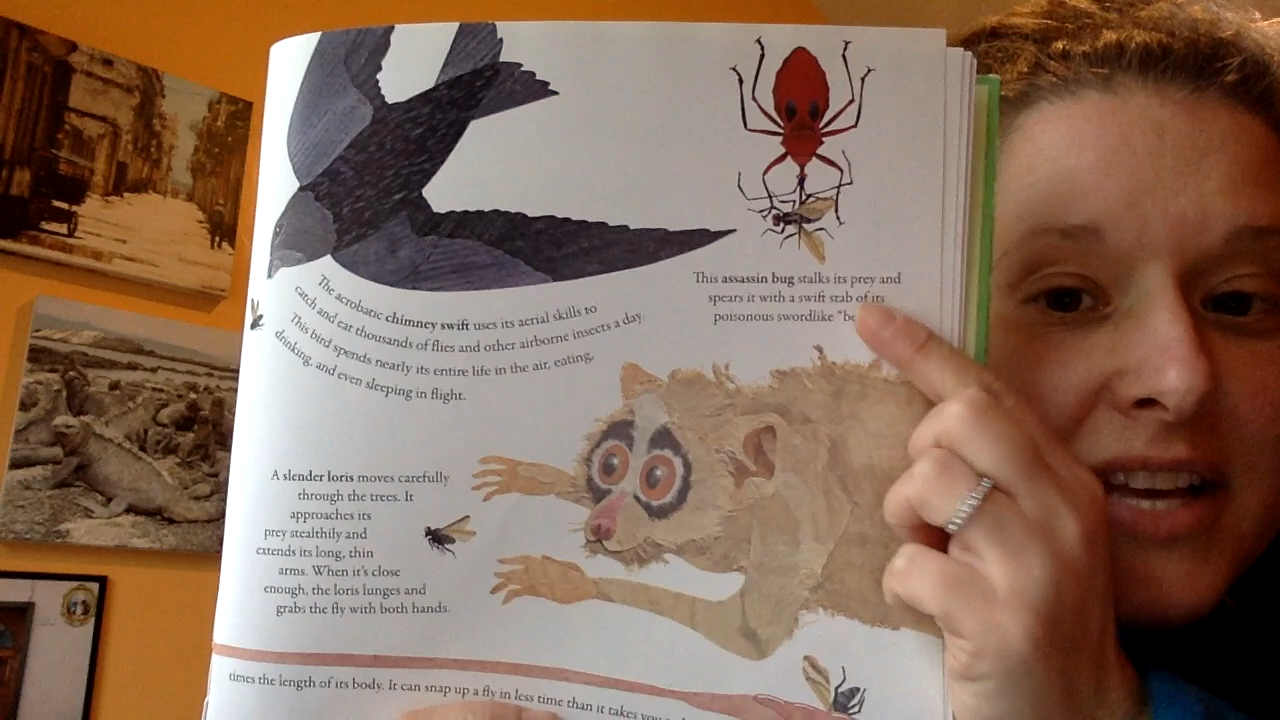 This assassin bug stalks its prey and
spears it with a swift stab of its
poisonous swordlike
The acrobatic chimney swift uses its aerial skills to
catch and eat thousands of flies and other airborne insects a day.
This bird spends nearly its entire life in the air, eating,
drinking, and even sleeping in flight.
A slender loris moves carefully
through the trees. It
approaches its
prey stealthily and
extends its long, thin
arms. When it's close
enough, the loris lunges and
grabs the fly with both hands.
times the length of its body. It can snap up a fly in less time than it takes